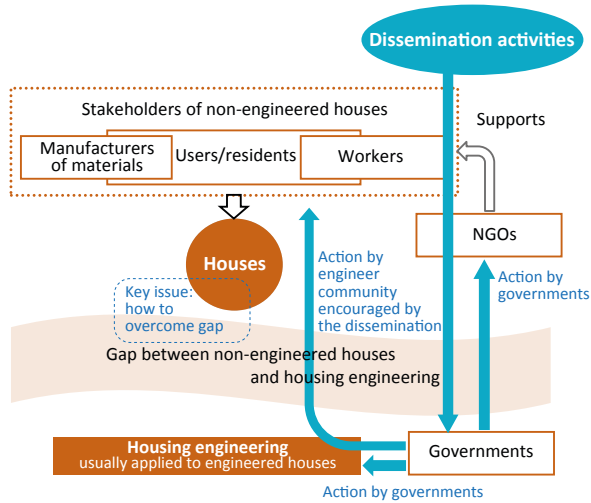 Dissemination activities
Stakeholders of non-engineered houses
Manufacturers
of materials
Users/residents
Workers
Supports
NGOs
Houses
Key issue:
how to
overcome gap
Action by
engineer
community
encouraged by
the dissemination
Action by
governments
Gap between non-engineered houses
and housing engineering
Housing engineering
usually applied to engineered houses
Governments
Action by governments